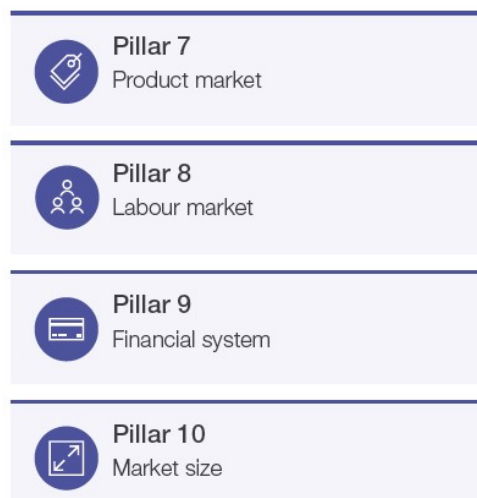 Pillar 7
Product market
Pillar 8
Labour market
Pillar 9
Financial system
Pillar 10
Market size